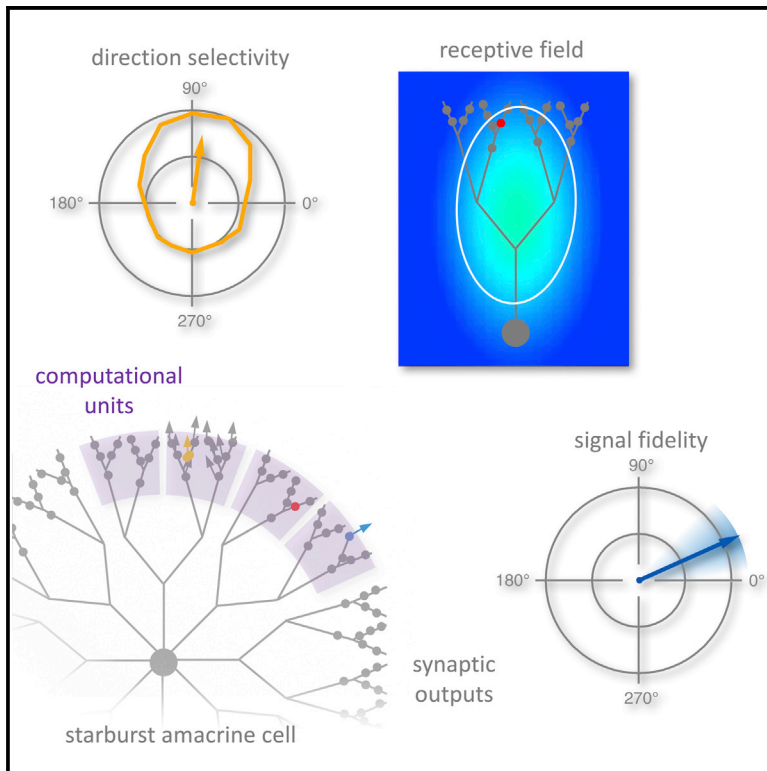 direction selectivity
90°
180°
0°
270°
receptive field
computational
units
signal fidelity
90°
180°
0°
270°
synaptic
outputs
starburst amacrine cell